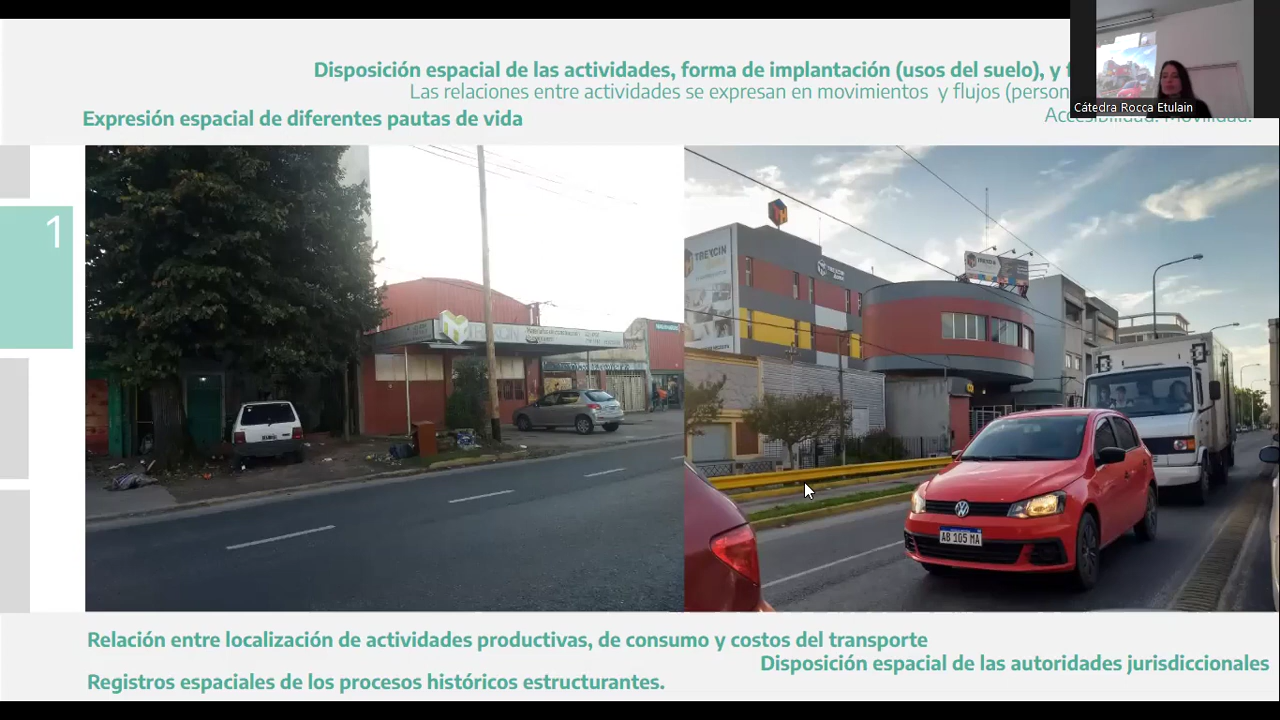 Disposición espacial de las actividades, forma de implantación (usos del suelo), y
Las relaciones entre actividades se expresan en movimientos y flujos
Cátedra Rocca Etulain
Accesibilidad. Movilidad.
Expresión espacial de diferentes pautas de vida
1
TREYCIN
TREYCIN
TREYCIN
AB 105 MA
Relación entre localización de actividades productivas, de consumo y costos del transporte
Disposición espacial de las autoridades jurisdiccionales
Registros espaciales de los procesos históricos estructurantes.